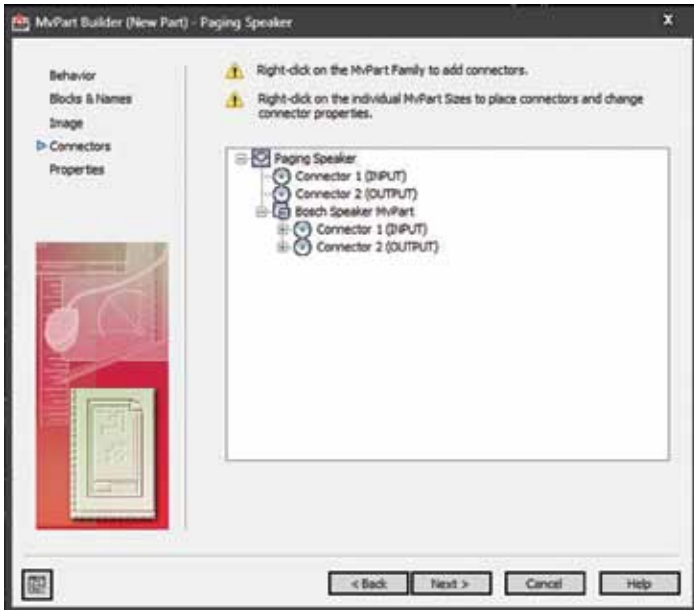 MvPart Builder (New Part) - Paging Speaker
X
Behavior
Blocks & Names
Image
Connectors
Properties
Right-click on the MvPart Family to add connectors.
Right-click on the individual MvPart Sizes to place connectors and change
connector properties.
Paging Speaker
Connector 1 (INPUT)
Connector 2 (OUTPUT)
Bosch Speaker MvPart
Connector 1 (INPUT)
Connector 2 (OUTPUT)
< Back
Next >
Cancel
Help